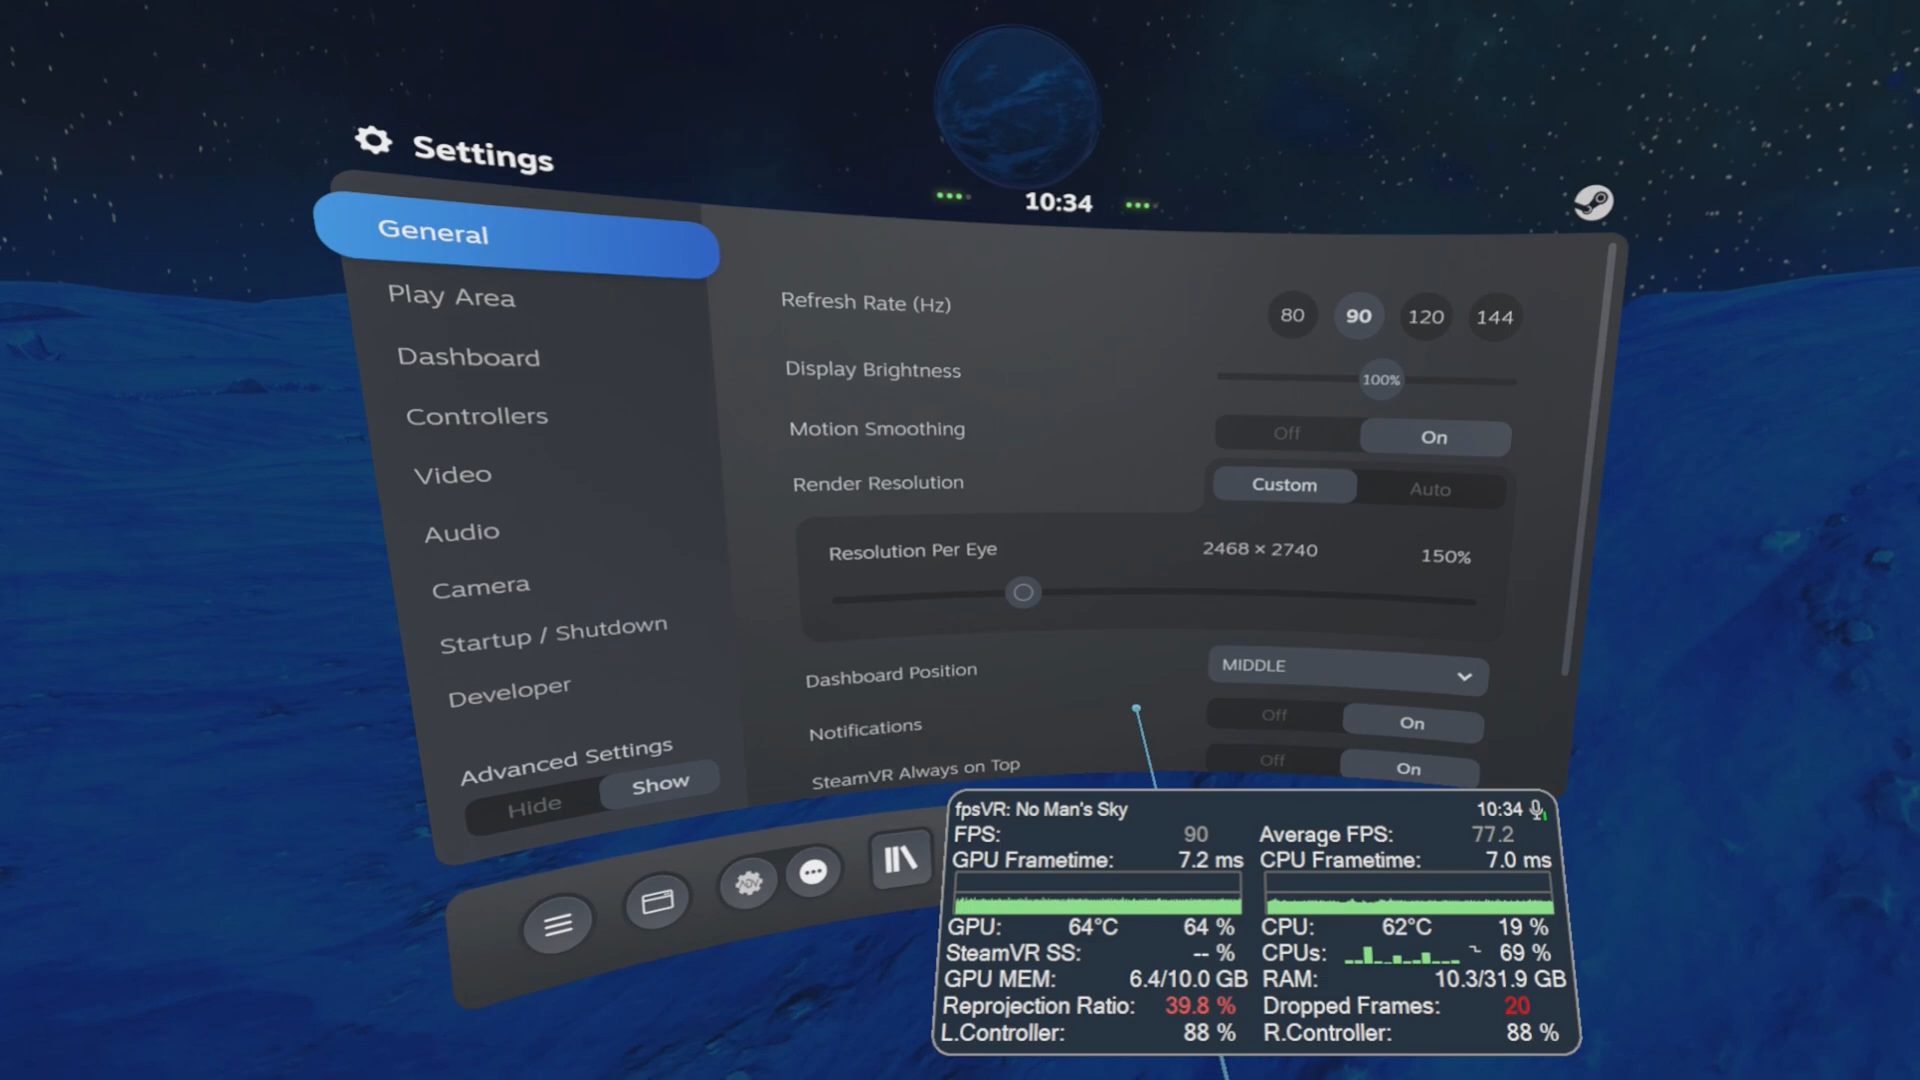 Settings
10:34
General
Play Area
Dashboard
Controllers
Video
Audio
Camera
Startup / Shutdown
Developer
Advanced Settings
Hide Show
Refresh Rate (Hz) 80 90 120 144
Display Brightness 100%
Motion Smoothing Off On
Render Resolution Custom Auto
Resolution Per Eye 2468 × 2740 150%
Dashboard Position MIDDLE
Notifications Off On
SteamVR Always on Top Off On
ADV
fpsVR: No Man's Sky 10:34
FPS: 90 Average FPS: 77.2
GPU Frametime: 7.2 ms CPU Frametime: 7.0 ms
GPU: 64°C 64 % CPU: 62°C 19 %
SteamVR SS: -- % CPUs: 69 %
GPU MEM: 6.4/10.0 GB RAM: 10.3/31.9 GB
Reprojection Ratio: 39.8 % Dropped Frames: 20
L.Controller: 88 % R.Controller: 88 %